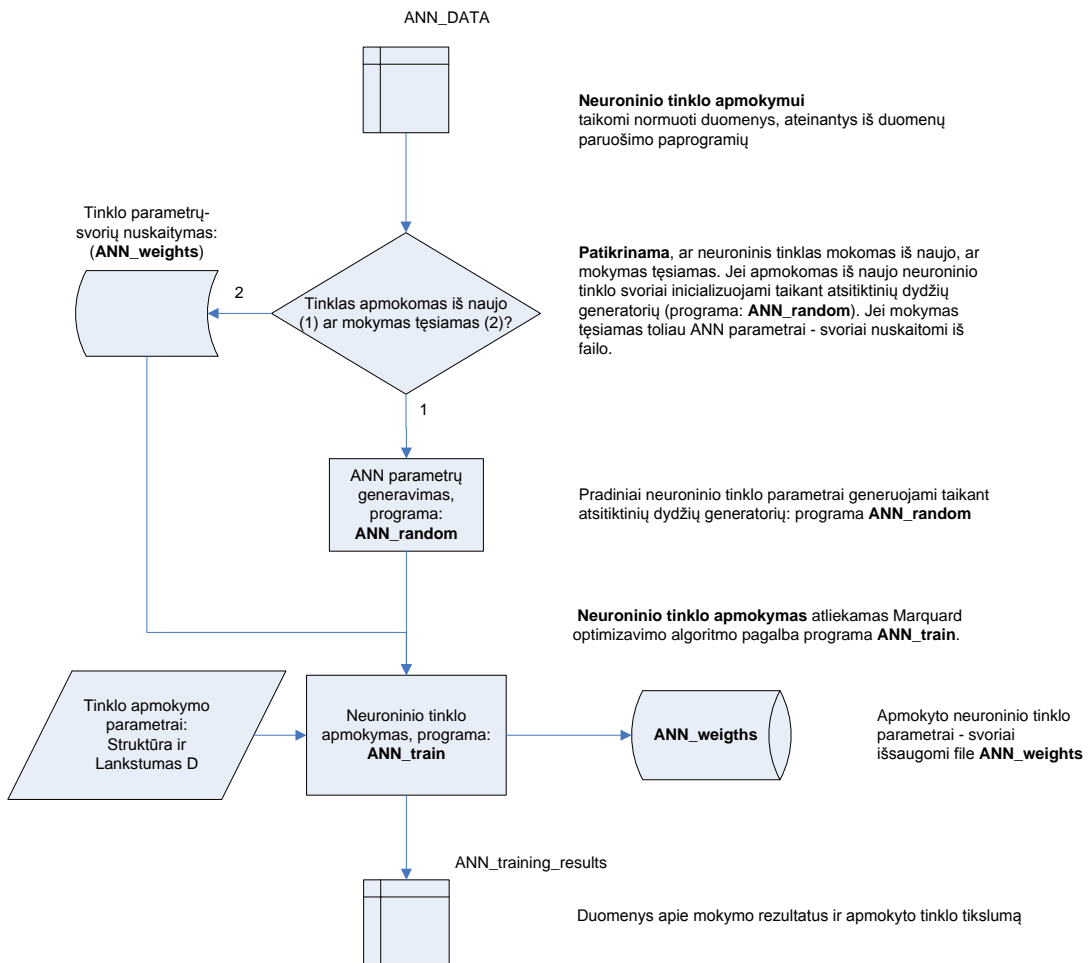 ANN_DATA
Neuroninio tinklo apmokymui
taikomi normuoti duomenys, ateinantys iš duomenų
paruošimo paprogramių
Tinklo parametrų-
svorių nuskaitymas:
(ANN_weights)
2
Tinklas apmokomas iš naujo
(1) ar mokymas tęsiamas (2)?
Patikrinama, ar neuroninis tinklas mokomas iš naujo, ar
mokymas tęsiamas. Jei apmokomas iš naujo neuroninio
tinklo svoriai inicializuojami taikant atsitiktinių dydžių
generatorių (programa: ANN_random). Jei mokymas
tęsiamas toliau ANN parametrai - svoriai nuskaitomi iš
failo.
1
ANN parametrų
generavimas,
programa:
ANN_random
Pradiniai neuroninio tinklo parametrai generuojami taikant
atsitiktinių dydžių generatorių: programa ANN_random
Neuroninio tinklo apmokymas atliekamas Marquard
optimizavimo algoritmo pagalba programa ANN_train.
Tinklo apmokymo
parametrai:
Struktūra ir
Lankstumas D
Neuroninio tinklo
apmokymas, programa:
ANN_train
ANN_weigths
Apmokyto neuroninio tinklo
parametrai - svoriai
išsaugomi file ANN_weights
ANN_training_results
Duomenys apie mokymo rezultatus ir apmokyto tinklo tikslumą